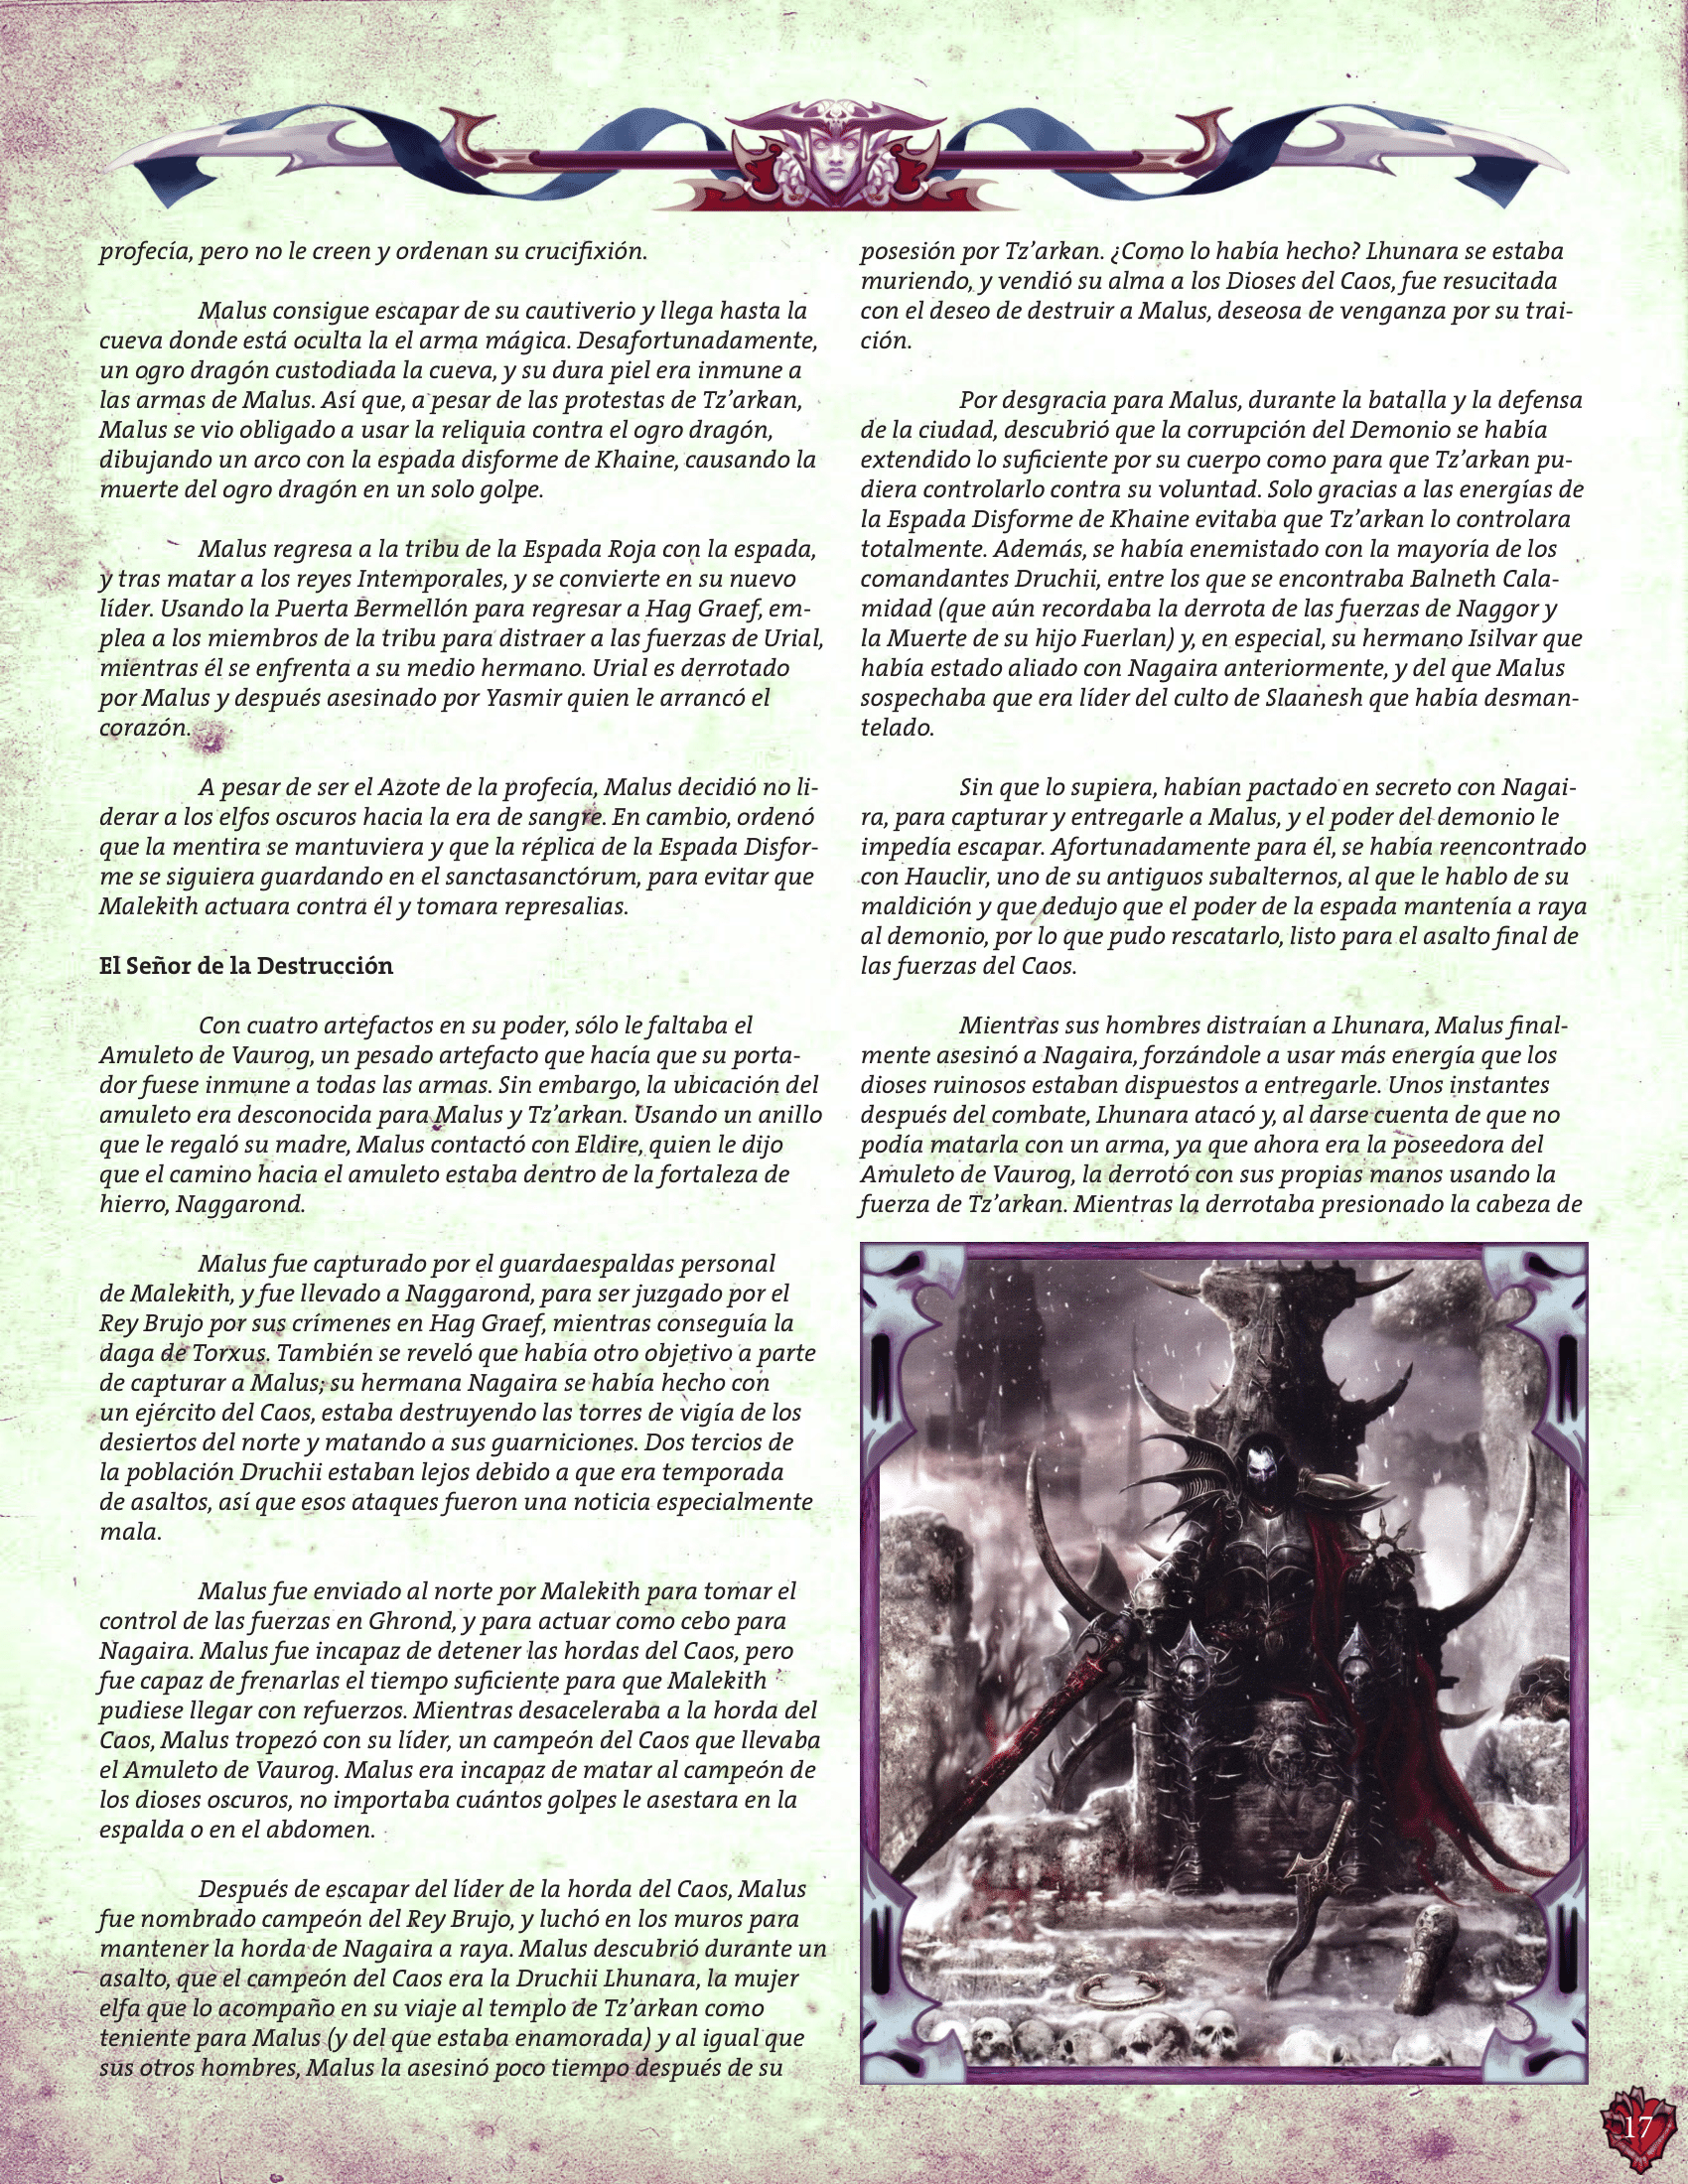 profecía, pero no le creen y ordenan su crucifixión.
Malus consigue escapar de su cautiverio y llega hasta la
cueva donde está oculta la el arma mágica. Desafortunadamente,
un ogro dragón custodiada la cueva, y su dura piel era inmune a
las armas de Malus. Así que, a pesar de las protestas de Tz’arkan,
Malus se vio obligado a usar la reliquia contra el ogro dragón,
dibujando un arco con la espada disforme de Khaine, causando la
muerte del ogro dragón en un solo golpe.
Malus regresa a la tribu de la Espada Roja con la espada,
y tras matar a los reyes Intemporales, y se convierte en su nuevo
líder. Usando la Puerta Bermellón para regresar a Hag Graef, em-
plea a los miembros de la tribu para distraer a las fuerzas de Urial,
mientras él se enfrenta a su medio hermano. Urial es derrotado
por Malus y después asesinado por Yasmir quien le arrancó el
corazón.
A pesar de ser el Azote de la profecía, Malus decidió no li-
derar a los elfos oscuros hacia la era de sangre. En cambio, ordenó
que la mentira se mantuviera y que la réplica de la Espada Disfor-
me se siguiera guardando en el sanctasanctórum, para evitar que
Malekith actuara contra él y tomara represalias.
El Señor de la Destrucción
Con cuatro artefactos en su poder, sólo le faltaba el
Amuleto de Vaurog, un pesado artefacto que hacía que su porta-
dor fuese inmune a todas las armas. Sin embargo, la ubicación del
amuleto era desconocida para Malus y Tz’arkan. Usando un anillo
que le regaló su madre, Malus contactó con Eldire, quien le dijo
que el camino hacia el amuleto estaba dentro de la fortaleza de
hierro, Naggarond.
Malus fue capturado por el guardaespaldas personal
de Malekith, y fue llevado a Naggarond, para ser juzgado por el
Rey Brujo por sus crímenes en Hag Graef, mientras conseguía la
daga de Torxus. También se reveló que había otro objetivo a parte
de capturar a Malus; su hermana Nagaira se había hecho con
un ejército del Caos, estaba destruyendo las torres de vigía de los
desiertos del norte y matando a sus guarniciones. Dos tercios de
la población Druchii estaban lejos debido a que era temporada
de asaltos, así que esos ataques fueron una noticia especialmente
mala.
Malus fue enviado al norte por Malekith para tomar el
control de las fuerzas en Ghrond, y para actuar como cebo para
Nagaira. Malus fue incapaz de detener las hordas del Caos, pero
fue capaz de frenarlas el tiempo suficiente para que Malekith
pudiese llegar con refuerzos. Mientras desaceleraba a la horda del
Caos, Malus tropezó con su líder, un campeón del Caos que llevaba
el Amuleto de Vaurog. Malus era incapaz de matar al campeón de
los dioses oscuros, no importaba cuántos golpes le asestara en la
espalda o en el abdomen.
Después de escapar del líder de la horda del Caos, Malus
fue nombrado campeón del Rey Brujo, y luchó en los muros para
mantener la horda de Nagaira a raya. Malus descubrió durante un
asalto, que el campeón del Caos era la Druchii Lhunara, la mujer
elfa que lo acompaño en su viaje al templo de Tz’arkan como
teniente para Malus (y del que estaba enamorada) y al igual que
sus otros hombres, Malus la asesinó poco tiempo después de su
posesión por Tz’arkan. ¿Como lo había hecho? Lhunara se estaba
muriendo, y vendió su alma a los Dioses del Caos, fue resucitada
con el deseo de destruir a Malus, deseosa de venganza por su trai-
ción.
Por desgracia para Malus, durante la batalla y la defensa
de la ciudad, descubrió que la corrupción del Demonio se había
extendido lo suficiente por su cuerpo como para que Tz’arkan pu-
diera controlarlo contra su voluntad. Solo gracias a las energías de
la Espada Disforme de Khaine evitaba que Tz’arkan lo controlara
totalmente. Además, se había enemistado con la mayoría de los
comandantes Druchii, entre los que se encontraba Balneth Cala-
midad (que aún recordaba la derrota de las fuerzas de Naggor y
la Muerte de su hijo Fuerlan) y, en especial, su hermano Isilvar que
había estado aliado con Nagaira anteriormente, y del que Malus
sospechaba que era líder del culto de Slaanesh que había desman-
telado.
Sin que lo supiera, habían pactado en secreto con Nagai-
ra, para capturar y entregarle a Malus, y el poder del demonio le
impedía escapar. Afortunadamente para él, se había reencontrado
con Hauclir, uno de su antiguos subalternos, al que le hablo de su
maldición y que dedujo que el poder de la espada mantenía a raya
al demonio, por lo que pudo rescatarlo, listo para el asalto final de
las fuerzas del Caos.
Mientras sus hombres distraían a Lhunara, Malus final-
mente asesinó a Nagaira, forzándole a usar más energía que los
dioses ruinosos estaban dispuestos a entregarle. Unos instantes
después del combate, Lhunara atacó y, al darse cuenta de que no
podía matarla con un arma, ya que ahora era la poseedora del
Amuleto de Vaurog, la derrotó con sus propias manos usando la
fuerza de Tz’arkan. Mientras la derrotaba presionado la cabeza de
17